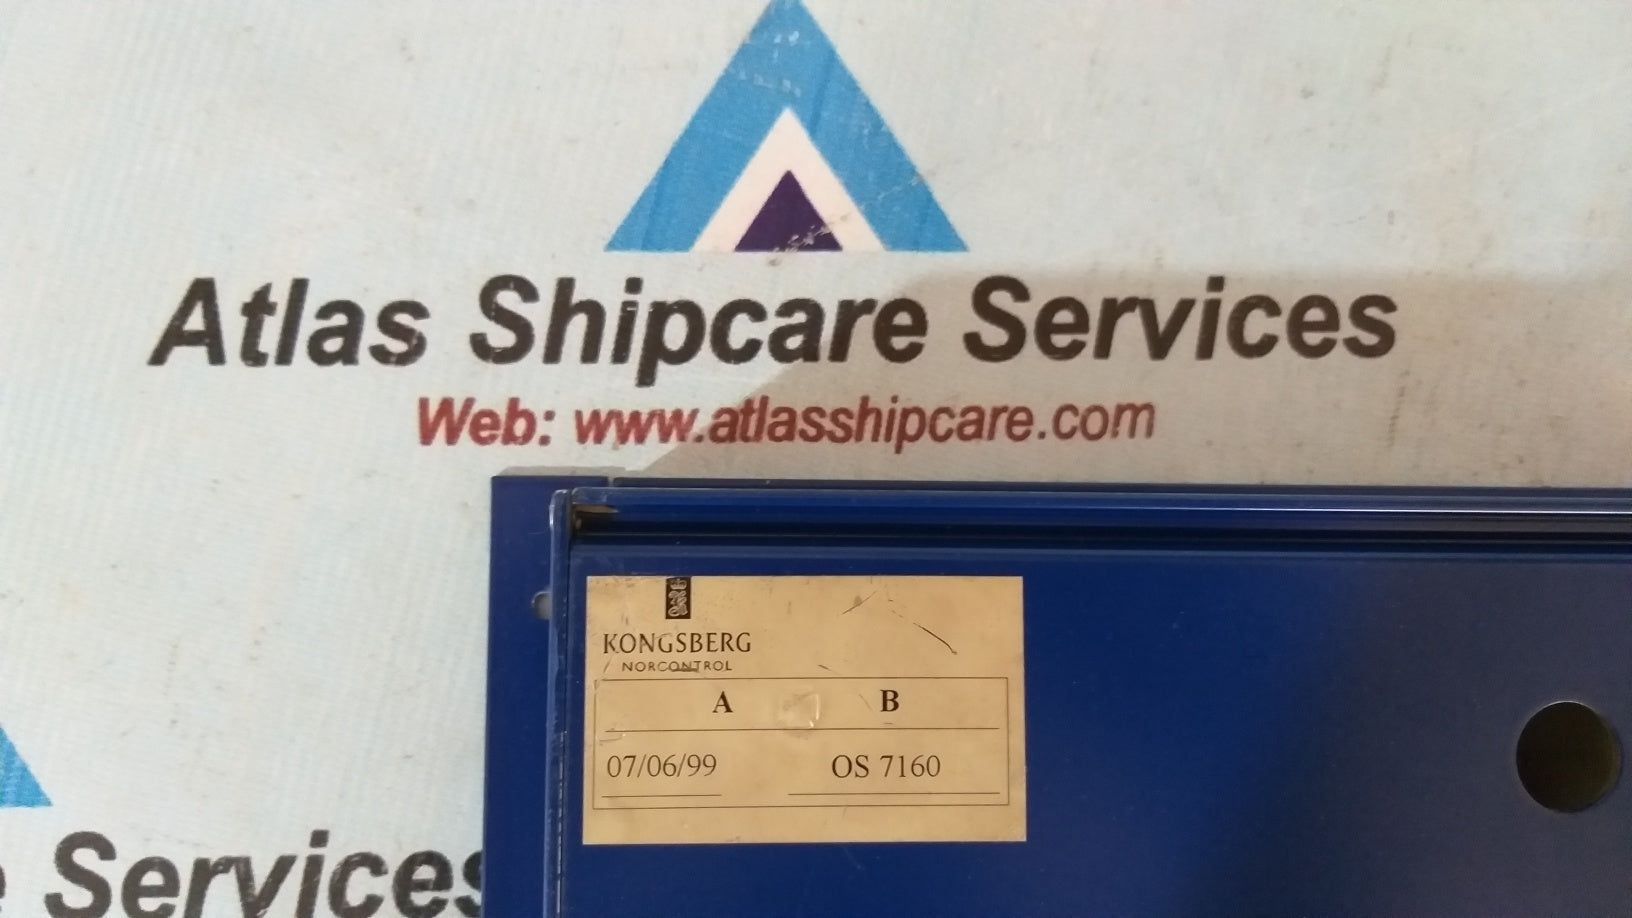 Atlas Shipcare Services
Web: www.atlasshipcare.com
KONGSBERG
NORCONTROL
A B
07/06/99 OS 7160
Services